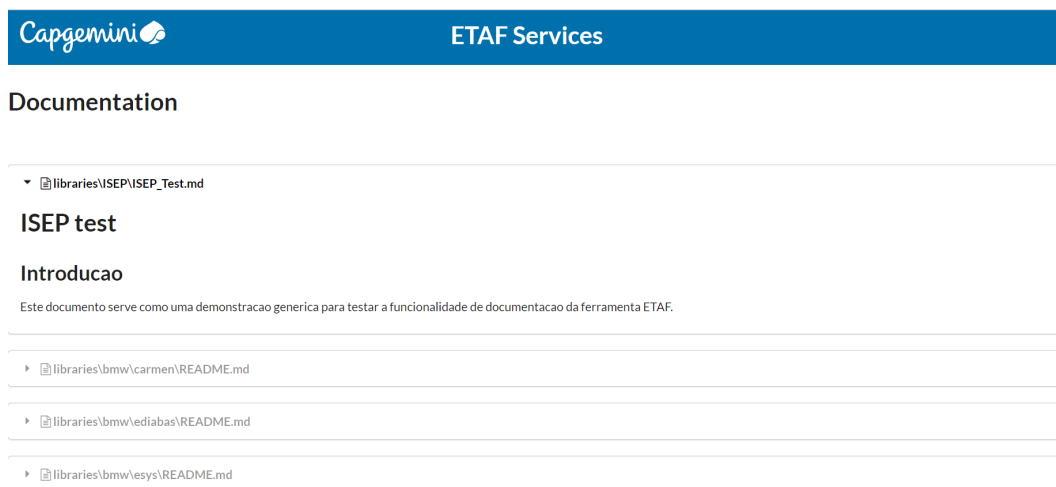 Capgemini
ETAF Services
Documentation
libraries\ISEP\ISEP_Test.md
ISEP test
Introducao
Este documento serve como uma demonstracao generica para testar a funcionalidade de documentacao da ferramenta ETAF.
libraries\bmw\carmen\README.md
libraries\bmw\ediabas\README.md
libraries\bmw\esys\README.md